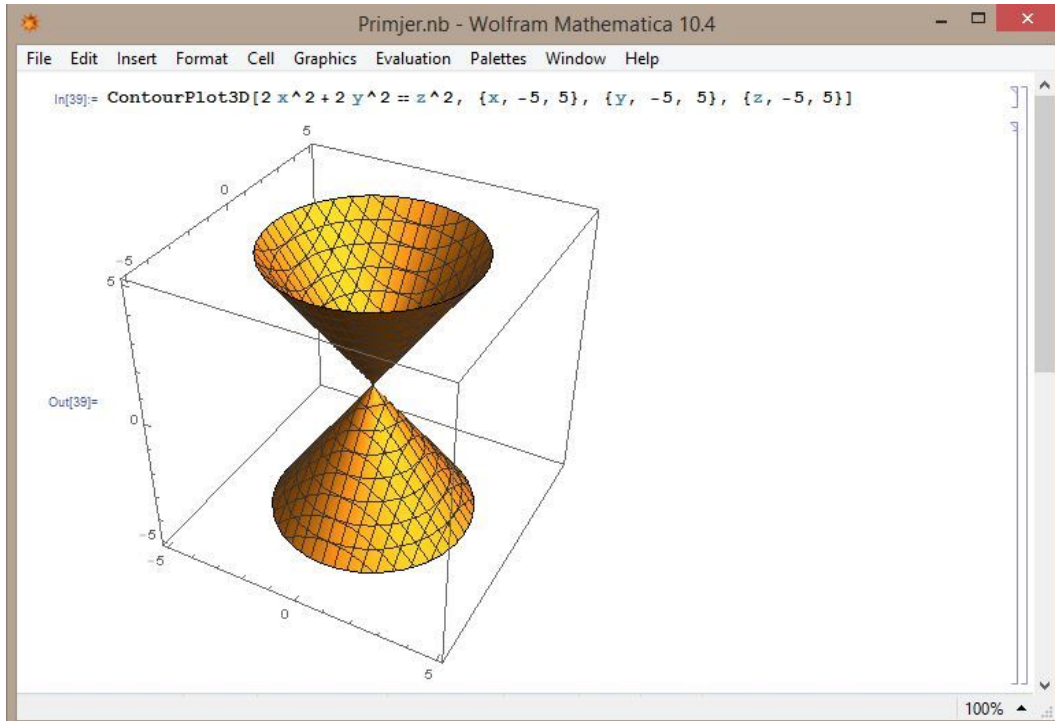 Primjer.nb - Wolfram Mathematica 10.4
File Edit Insert Format Cell Graphics Evaluation Palettes Window Help
In[39]:= ContourPlot3D[2 x^2 + 2 y^2 == z^2, {x, -5, 5}, {y, -5, 5}, {z, -5, 5}]
5
0
-5
5
Out[39]=
0
-5
-5
0
5
100%